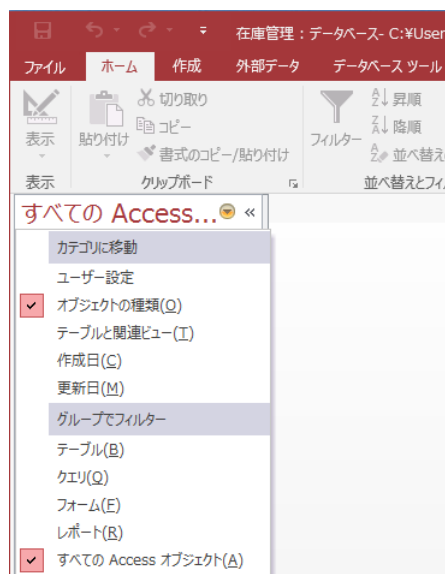 在庫管理：データベース- C:¥User
ファイル ホーム 作成 外部データ データベース ツール
表示
貼り付け
切り取り
コピー
書式のコピー/貼り付け
フィルター
昇順
降順
並べ替え
表示 クリップボード 並べ替えとフィ
すべての Access... «
カテゴリに移動
ユーザー設定
オブジェクトの種類(O)
テーブルと関連ビュー(T)
作成日(C)
更新日(M)
グループでフィルター
テーブル(B)
クエリ(Q)
フォーム(F)
レポート(R)
すべての Access オブジェクト(A)